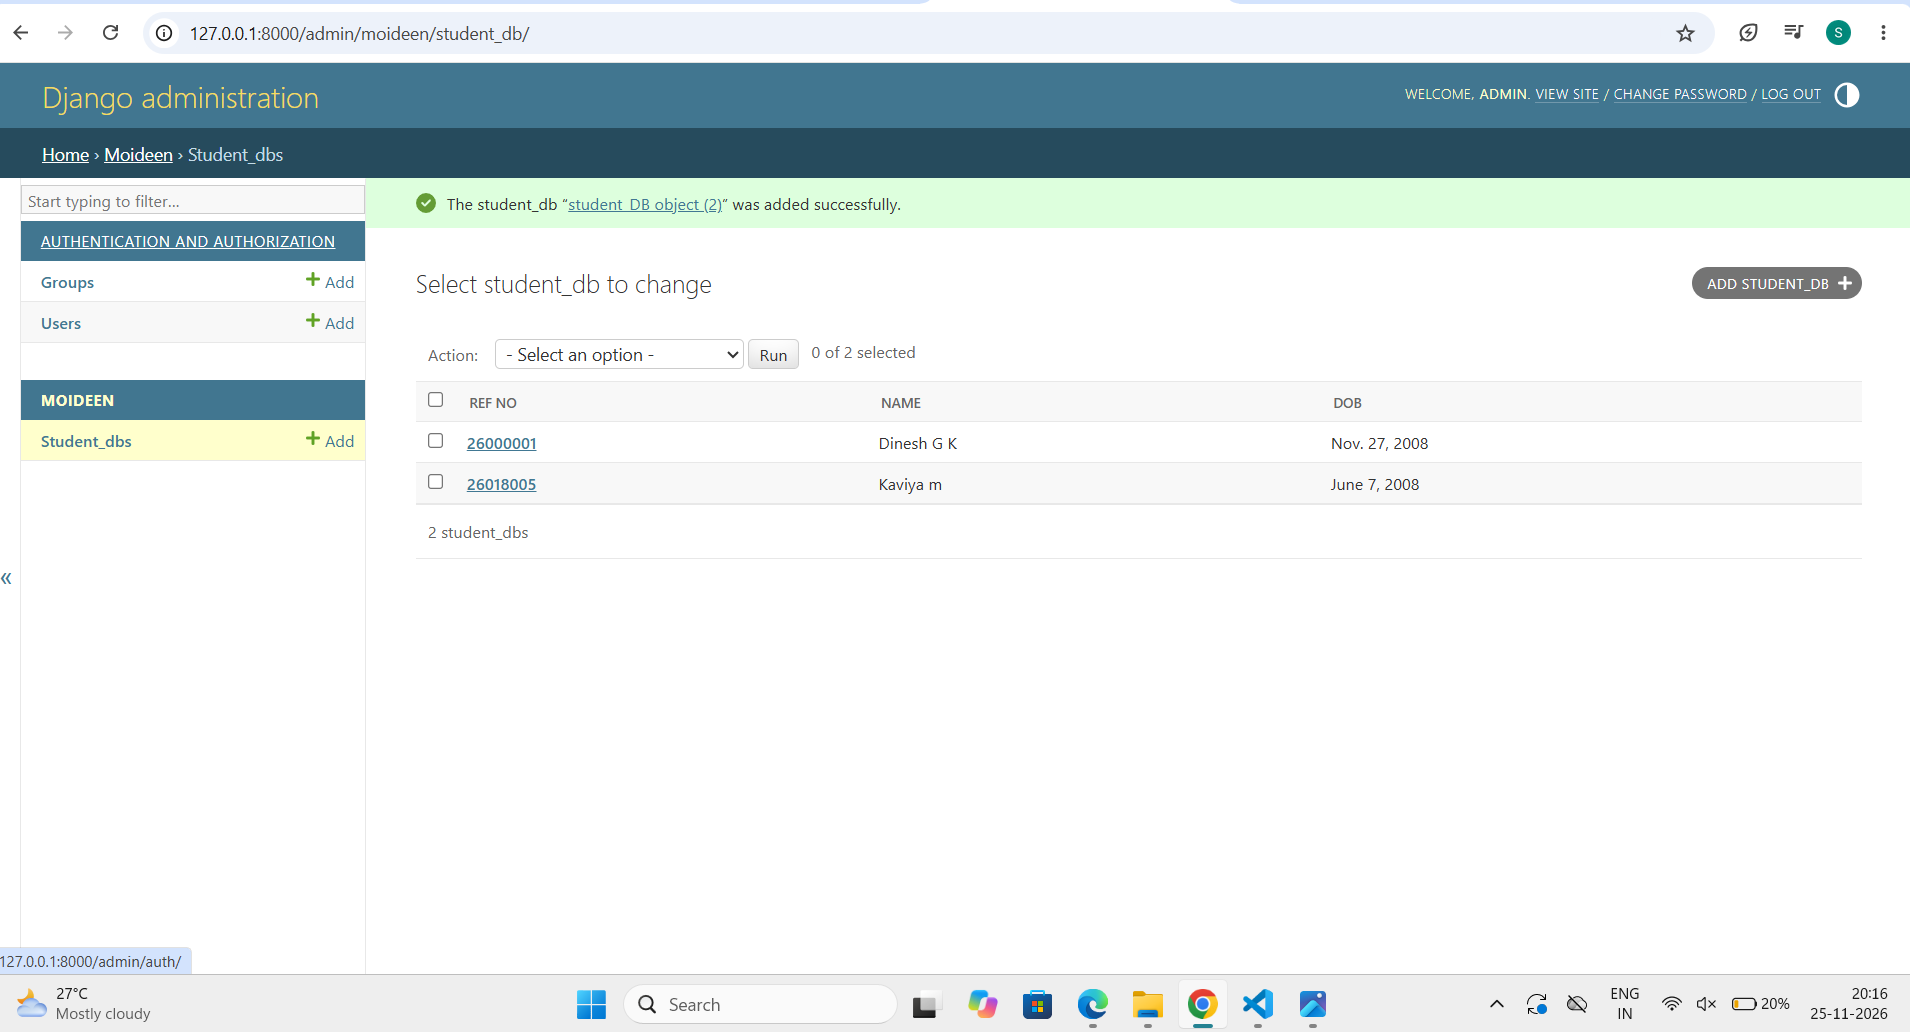 127.0.0.1:8000/admin/moideen/student_db/
S
Django administration
WELCOME, ADMIN. VIEW SITE / CHANGE PASSWORD / LOG OUT
Home › Moideen › Student_dbs
Start typing to filter...
The student_db “student_DB object (2)” was added successfully.
AUTHENTICATION AND AUTHORIZATION
Groups + Add
Users + Add
MOIDEEN
Student_dbs + Add
Select student_db to change
ADD STUDENT_DB +
Action: - Select an option - Run 0 of 2 selected
REF NO NAME DOB
26000001 Dinesh G K Nov. 27, 2008
26018005 Kaviya m June 7, 2008
2 student_dbs
«
127.0.0.1:8000/admin/auth/
27°C
Mostly cloudy
Search
ENG
IN
20%
20:16
25-11-2026